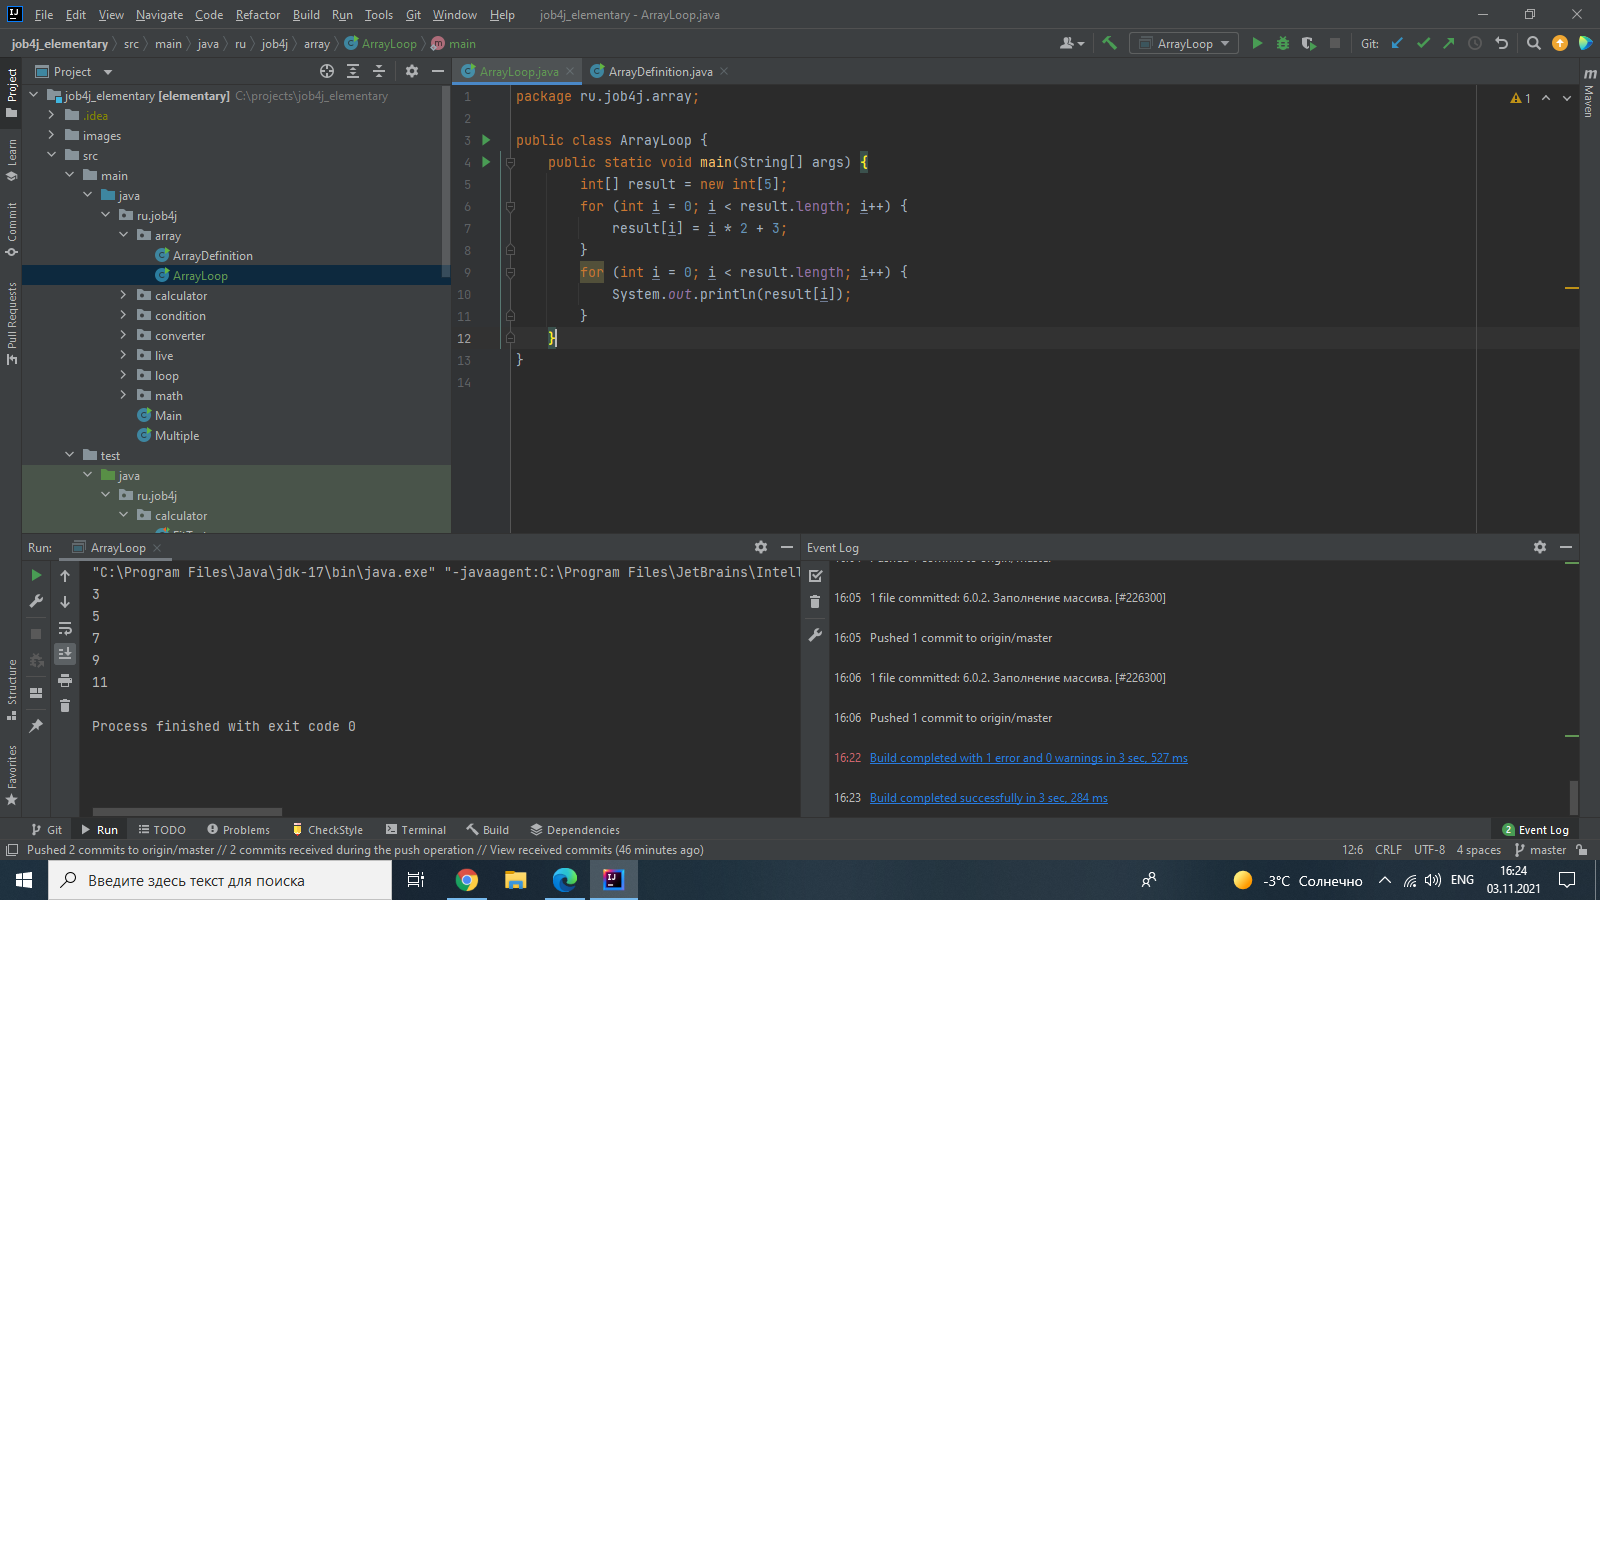 File Edit View Navigate Code Refactor Build Run Tools Git Window Help job4j_elementary - ArrayLoop.java
job4j_elementary src main java ru job4j array ArrayLoop main
ArrayLoop Git:
Project
ArrayLoop.java ArrayDefinition.java
job4j_elementary [elementary] C:\projects\job4j_elementary
.idea
images
src
main
java
ru.job4j
array
ArrayDefinition
ArrayLoop
calculator
condition
converter
live
loop
math
Main
Multiple
test
java
ru.job4j
calculator
1 package ru.job4j.array;
2
3 public class ArrayLoop {
4 public static void main(String[] args) {
5 int[] result = new int[5];
6 for (int i = 0; i < result.length; i++) {
7 result[i] = i * 2 + 3;
8 }
9 for (int i = 0; i < result.length; i++) {
10 System.out.println(result[i]);
11 }
12 }
13 }
14
1
Project
Learn
Commit
Pull Requests
Structure
Favorites
m Maven
Run: ArrayLoop
"C:\Program Files\Java\jdk-17\bin\java.exe" "-javaagent:C:\Program Files\JetBrains\Intell
3
5
7
9
11
Process finished with exit code 0
Event Log
16:05 1 file committed: 6.0.2. Заполнение массива. [#226300]
16:05 Pushed 1 commit to origin/master
16:06 1 file committed: 6.0.2. Заполнение массива. [#226300]
16:06 Pushed 1 commit to origin/master
16:22 Build completed with 1 error and 0 warnings in 3 sec, 527 ms
16:23 Build completed successfully in 3 sec, 284 ms
Git Run TODO Problems CheckStyle Terminal Build Dependencies 2 Event Log
Pushed 2 commits to origin/master // 2 commits received during the push operation // View received commits (46 minutes ago) 12:6 CRLF UTF-8 4 spaces master
Введите здесь текст для поиска
-3°C Солнечно ENG
16:24
03.11.2021